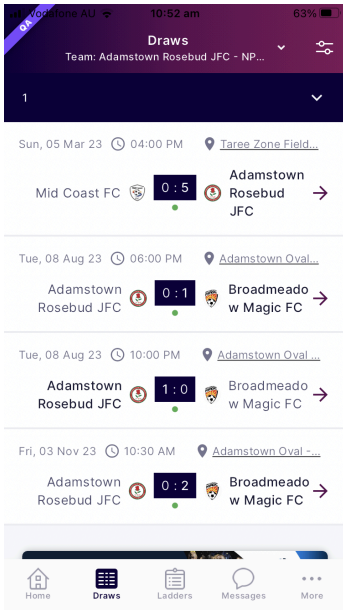 Vodafone AU 10:52 am 63%
QA
Draws
Team: Adamstown Rosebud JFC - NP...
1
Sun, 05 Mar 23 04:00 PM Taree Zone Field...
Mid Coast FC 0 : 5 Adamstown
Rosebud
JFC
Tue, 08 Aug 23 06:00 PM Adamstown Oval...
Adamstown
Rosebud JFC 0 : 1 Broadmeado
w Magic FC
Tue, 08 Aug 23 10:00 PM Adamstown Oval ...
Adamstown
Rosebud JFC 1 : 0 Broadmeado
w Magic FC
Fri, 03 Nov 23 10:30 AM Adamstown Oval -...
Adamstown
Rosebud JFC 0 : 2 Broadmeado
w Magic FC
Home Draws Ladders Messages More